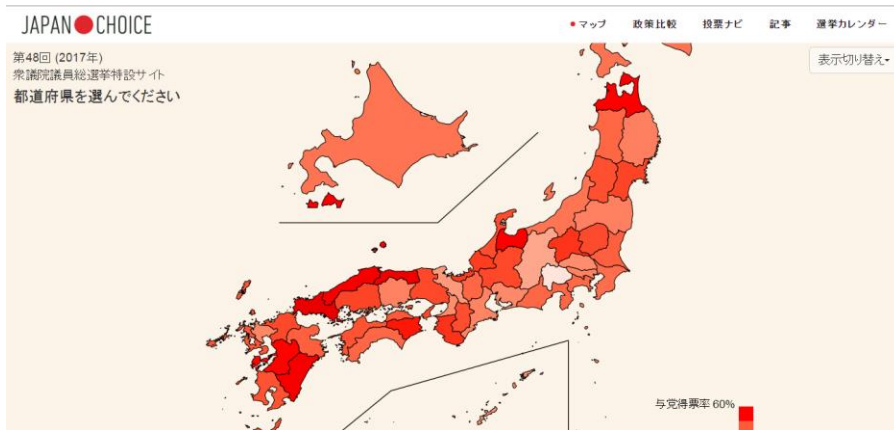 JAPAN CHOICE
マップ 政策比較 投票ナビ 記事 選挙カレンダー
第48回 (2017年)
衆議院議員総選挙特設サイト
都道府県を選んでください
表示切り替え
与党得票率 60%